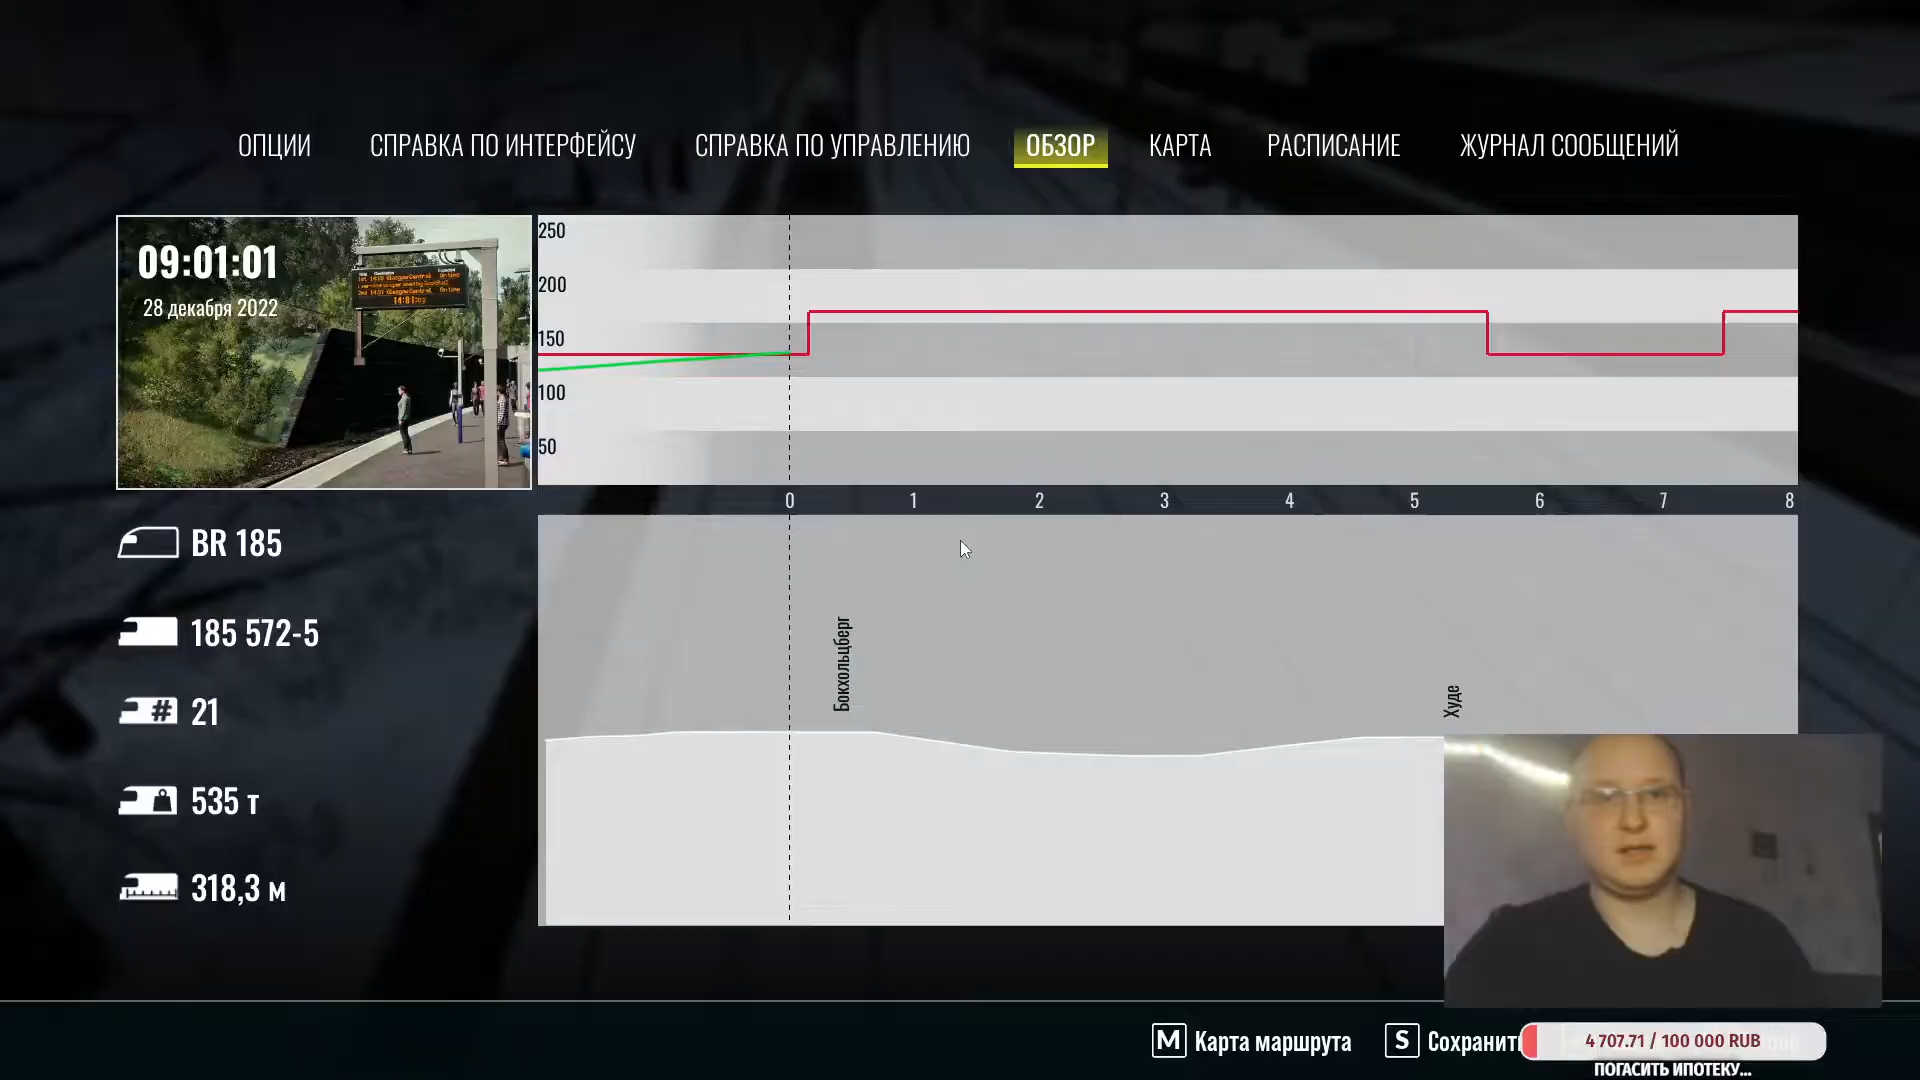 ОПЦИИ СПРАВКА ПО ИНТЕРФЕЙСУ СПРАВКА ПО УПРАВЛЕНИЮ ОБЗОР КАРТА РАСПИСАНИЕ ЖУРНАЛ СООБЩЕНИЙ
09:01:01
28 декабря 2022
250
200
150
100
50
0 1 2 3 4 5 6 7 8
BR 185
185 572-5
# 21
535 т
318,3 м
Бокхольцберг
Худе
M Карта маршрута S Сохранить
4 707.71 / 100 000 RUB
ПОГАСИТЬ ИПОТЕКУ...